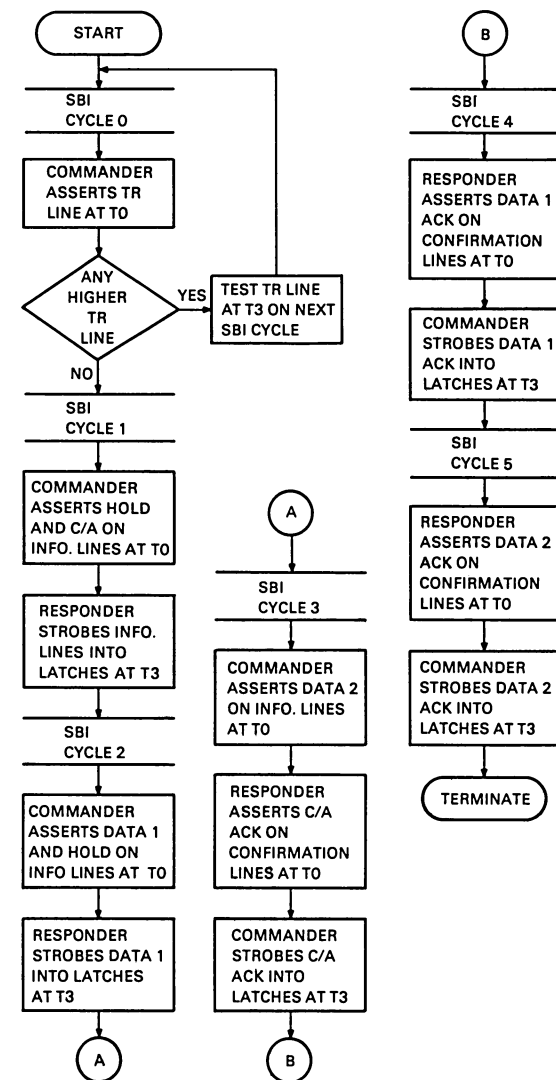 START
SBI
CYCLE 0
COMMANDER
ASSERTS TR
LINE AT T0
ANY
HIGHER
TR
LINE
YES
TEST TR LINE
AT T3 ON NEXT
SBI CYCLE
NO
SBI
CYCLE 1
COMMANDER
ASSERTS HOLD
AND C/A ON
INFO. LINES AT T0
RESPONDER
STROBES INFO.
LINES INTO
LATCHES AT T3
SBI
CYCLE 2
COMMANDER
ASSERTS DATA 1
AND HOLD ON
INFO LINES AT T0
RESPONDER
STROBES DATA 1
INTO LATCHES
AT T3
A
A
SBI
CYCLE 3
COMMANDER
ASSERTS DATA 2
ON INFO. LINES
AT T0
RESPONDER
ASSERTS C/A
ACK ON
CONFIRMATION
LINES AT T0
COMMANDER
STROBES C/A
ACK INTO
LATCHES AT T3
B
B
SBI
CYCLE 4
RESPONDER
ASSERTS DATA 1
ACK ON
CONFIRMATION
LINES AT T0
COMMANDER
STROBES DATA 1
ACK INTO
LATCHES AT T3
SBI
CYCLE 5
RESPONDER
ASSERTS DATA 2
ACK ON
CONFIRMATION
LINES AT T0
COMMANDER
STROBES DATA 2
ACK INTO
LATCHES AT T3
TERMINATE